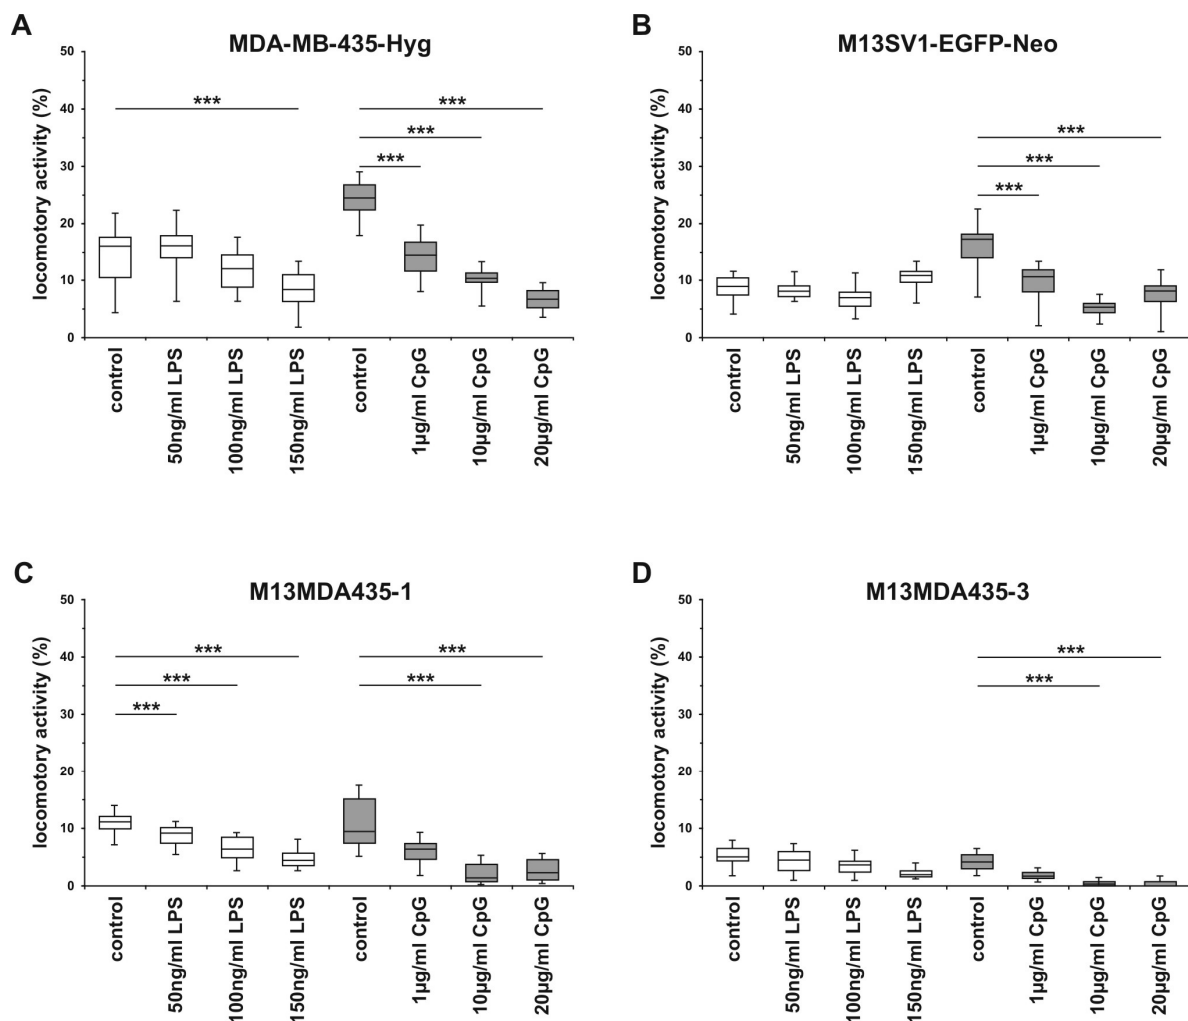 A
MDA-MB-435-Hyg
locomotory activity (%)
50
40
30
20
10
0
***
***
***
***
control
50ng/ml LPS
100ng/ml LPS
150ng/ml LPS
control
1µg/ml CpG
10µg/ml CpG
20µg/ml CpG
B
M13SV1-EGFP-Neo
locomotory activity (%)
50
40
30
20
10
0
***
***
***
control
50ng/ml LPS
100ng/ml LPS
150ng/ml LPS
control
1µg/ml CpG
10µg/ml CpG
20µg/ml CpG
C
M13MDA435-1
locomotory activity (%)
50
40
30
20
10
0
***
***
***
***
***
control
50ng/ml LPS
100ng/ml LPS
150ng/ml LPS
control
1µg/ml CpG
10µg/ml CpG
20µg/ml CpG
D
M13MDA435-3
locomotory activity (%)
50
40
30
20
10
0
***
***
control
50ng/ml LPS
100ng/ml LPS
150ng/ml LPS
control
1µg/ml CpG
10µg/ml CpG
20µg/ml CpG